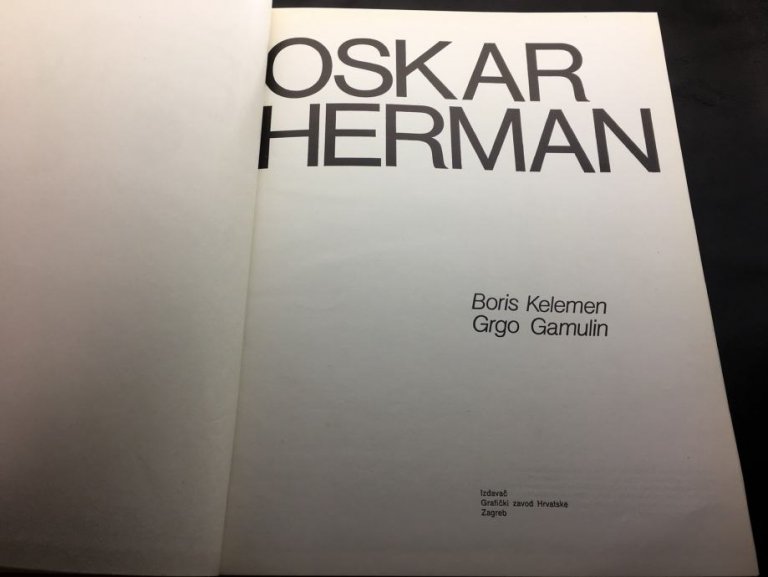 OSKAR
HERMAN
Boris Kelemen
Grgo Gamulin
Izdavač
Grafički zavod Hrvatske
Zagreb